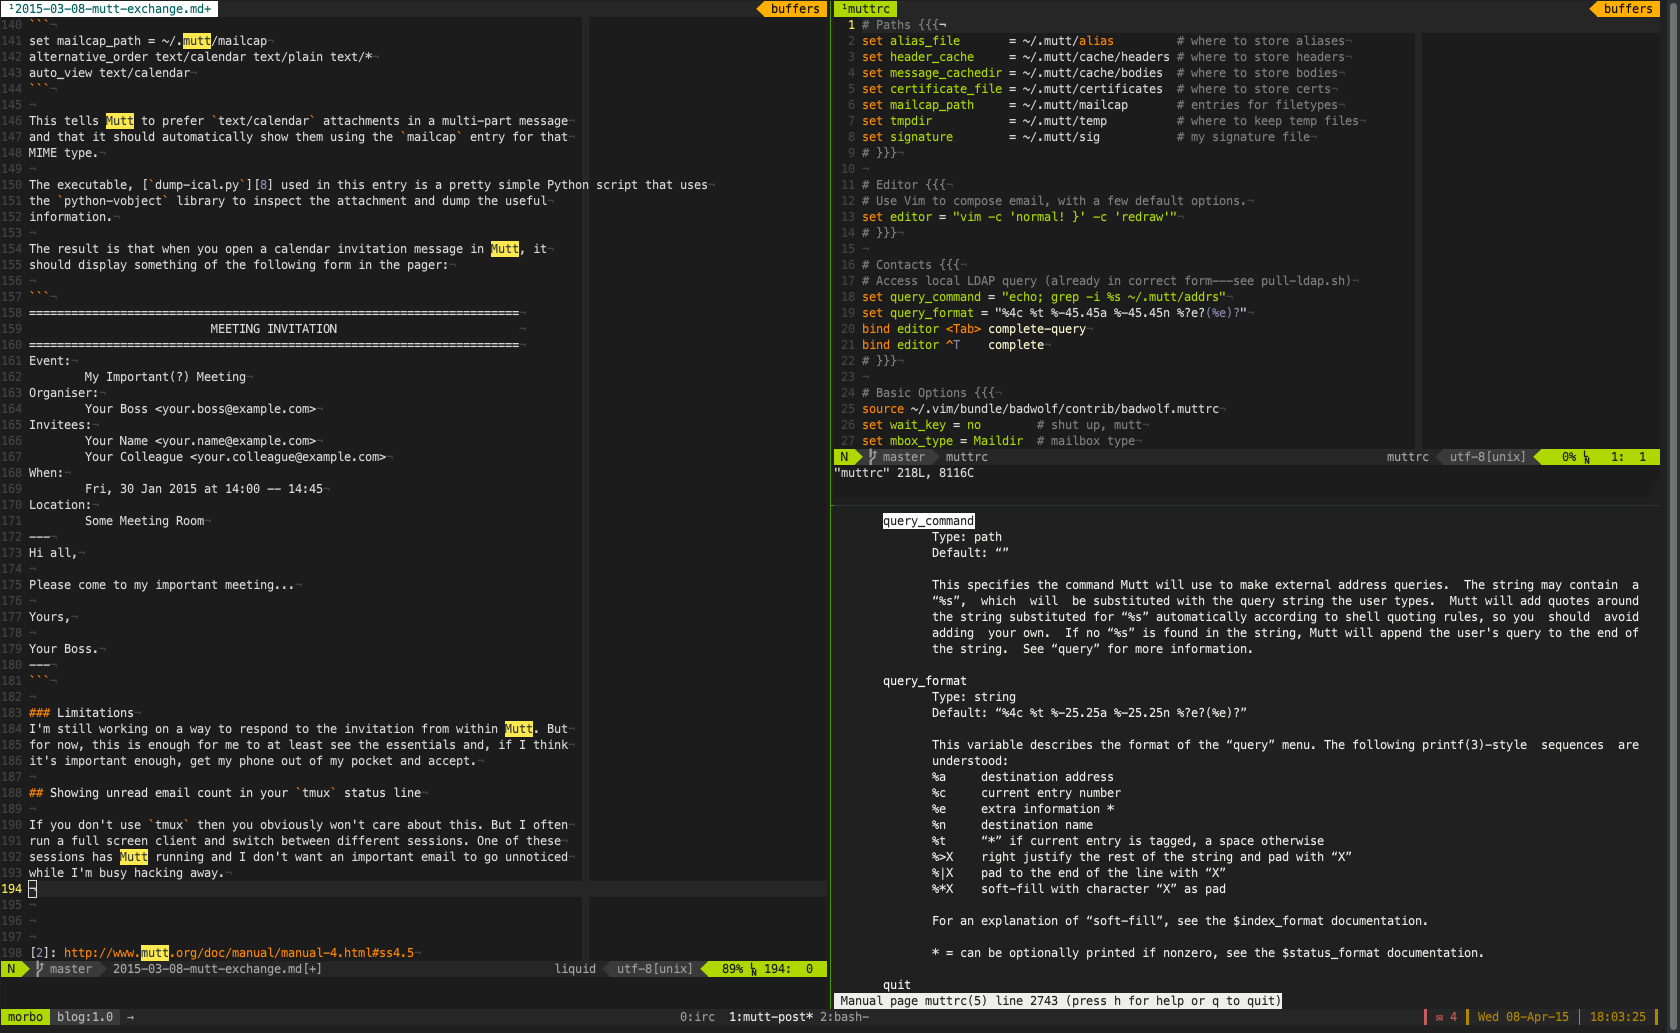 ¹2015-03-08-mutt-exchange.md+ buffers
140 ```¬
141 set mailcap_path = ~/.mutt/mailcap¬
142 alternative_order text/calendar text/plain text/*¬
143 auto_view text/calendar¬
144 ```¬
145 ¬
146 This tells Mutt to prefer `text/calendar` attachments in a multi-part message¬
147 and that it should automatically show them using the `mailcap` entry for that¬
148 MIME type.¬
149 ¬
150 The executable, [`dump-ical.py`][8] used in this entry is a pretty simple Python script that uses¬
151 the `python-vobject` library to inspect the attachment and dump the useful¬
152 information.¬
153 ¬
154 The result is that when you open a calendar invitation message in Mutt, it¬
155 should display something of the following form in the pager:¬
156 ¬
157 ```¬
158 ======================================================================¬
159 MEETING INVITATION ¬
160 ======================================================================¬
161 Event:¬
162 My Important(?) Meeting¬
163 Organiser:¬
164 Your Boss <your.boss@example.com>¬
165 Invitees:¬
166 Your Name <your.name@example.com>¬
167 Your Colleague <your.colleague@example.com>¬
168 When:¬
169 Fri, 30 Jan 2015 at 14:00 -- 14:45¬
170 Location:¬
171 Some Meeting Room¬
172 ---¬
173 Hi all,¬
174 ¬
175 Please come to my important meeting...¬
176 ¬
177 Yours,¬
178 ¬
179 Your Boss.¬
180 ---¬
181 ```¬
182 ¬
183 ### Limitations¬
184 I'm still working on a way to respond to the invitation from within Mutt. But¬
185 for now, this is enough for me to at least see the essentials and, if I think¬
186 it's important enough, get my phone out of my pocket and accept.¬
187 ¬
188 ## Showing unread email count in your `tmux` status line¬
189 ¬
190 If you don't use `tmux` then you obviously won't care about this. But I often¬
191 run a full screen client and switch between different sessions. One of these¬
192 sessions has Mutt running and I don't want an important email to go unnoticed¬
193 while I'm busy hacking away.¬
194 ¬
195 ¬
196 ¬
197 ¬
198 [2]: http://www.mutt.org/doc/manual/manual-4.html#ss4.5¬
N master 2015-03-08-mutt-exchange.md[+] liquid utf-8[unix] 89% 194: 0
¹muttrc buffers
1 # Paths {{{¬
2 set alias_file = ~/.mutt/alias # where to store aliases¬
3 set header_cache = ~/.mutt/cache/headers # where to store headers¬
4 set message_cachedir = ~/.mutt/cache/bodies # where to store bodies¬
5 set certificate_file = ~/.mutt/certificates # where to store certs¬
6 set mailcap_path = ~/.mutt/mailcap # entries for filetypes¬
7 set tmpdir = ~/.mutt/temp # where to keep temp files¬
8 set signature = ~/.mutt/sig # my signature file¬
9 # }}}¬
10 ¬
11 # Editor {{{¬
12 # Use Vim to compose email, with a few default options.¬
13 set editor = "vim -c 'normal! }' -c 'redraw'"¬
14 # }}}¬
15 ¬
16 # Contacts {{{¬
17 # Access local LDAP query (already in correct form---see pull-ldap.sh)¬
18 set query_command = "echo; grep -i %s ~/.mutt/addrs"¬
19 set query_format = "%4c %t %-45.45a %-45.45n %?e?(%e)?"¬
20 bind editor <Tab> complete-query¬
21 bind editor ^T complete¬
22 # }}}¬
23 ¬
24 # Basic Options {{{¬
25 source ~/.vim/bundle/badwolf/contrib/badwolf.muttrc¬
26 set wait_key = no # shut up, mutt¬
27 set mbox_type = Maildir # mailbox type¬
N master muttrc muttrc utf-8[unix] 0% 1: 1
"muttrc" 218L, 8116C
query_command
Type: path
Default: “”
This specifies the command Mutt will use to make external address queries. The string may contain a
“%s”, which will be substituted with the query string the user types. Mutt will add quotes around
the string substituted for “%s” automatically according to shell quoting rules, so you should avoid
adding your own. If no “%s” is found in the string, Mutt will append the user's query to the end of
the string. See “query” for more information.
query_format
Type: string
Default: “%4c %t %-25.25a %-25.25n %?e?(%e)?”
This variable describes the format of the “query” menu. The following printf(3)-style sequences are
understood:
%a destination address
%c current entry number
%e extra information *
%n destination name
%t “*” if current entry is tagged, a space otherwise
%>X right justify the rest of the string and pad with “X”
%|X pad to the end of the line with “X”
%*X soft-fill with character “X” as pad
For an explanation of “soft-fill”, see the $index_format documentation.
* = can be optionally printed if nonzero, see the $status_format documentation.
quit
Manual page muttrc(5) line 2743 (press h for help or q to quit)
morbo blog:1.0 → 0:irc 1:mutt-post* 2:bash- ✉ 4 Wed 08-Apr-15 18:03:25